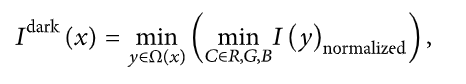 I^dark (x) = min_{y∈Ω(x)} ( min_{C∈R,G,B} I (y)_normalized ),